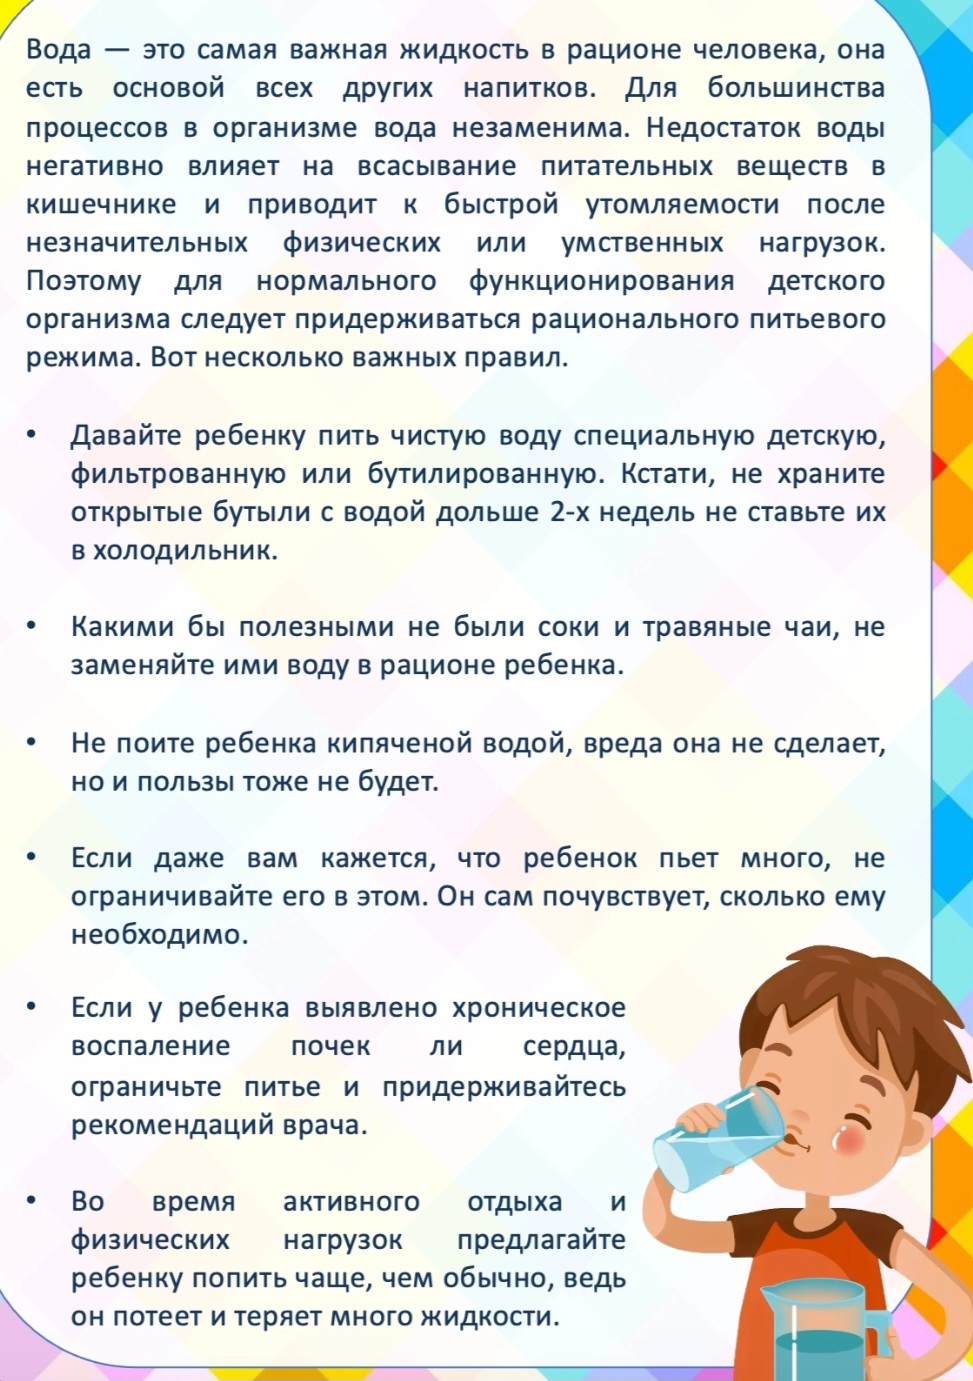 Вода — это самая важная жидкость в рационе человека, она
есть основой всех других напитков. Для большинства
процессов в организме вода незаменима. Недостаток воды
негативно влияет на всасывание питательных веществ в
кишечнике и приводит к быстрой утомляемости после
незначительных физических или умственных нагрузок.
Поэтому для нормального функционирования детского
организма следует придерживаться рационального питьевого
режима. Вот несколько важных правил.
• Давайте ребенку пить чистую воду специальную детскую,
фильтрованную или бутилированную. Кстати, не храните
открытые бутыли с водой дольше 2-х недель не ставьте их
в холодильник.
• Какими бы полезными не были соки и травяные чаи, не
заменяйте ими воду в рационе ребенка.
• Не поите ребенка кипяченой водой, вреда она не сделает,
но и пользы тоже не будет.
• Если даже вам кажется, что ребенок пьет много, не
ограничивайте его в этом. Он сам почувствует, сколько ему
необходимо.
• Если у ребенка выявлено хроническое
воспаление почек ли сердца,
ограничьте питье и придерживайтесь
рекомендаций врача.
• Во время активного отдыха и
физических нагрузок предлагайте
ребенку попить чаще, чем обычно, ведь
он потеет и теряет много жидкости.